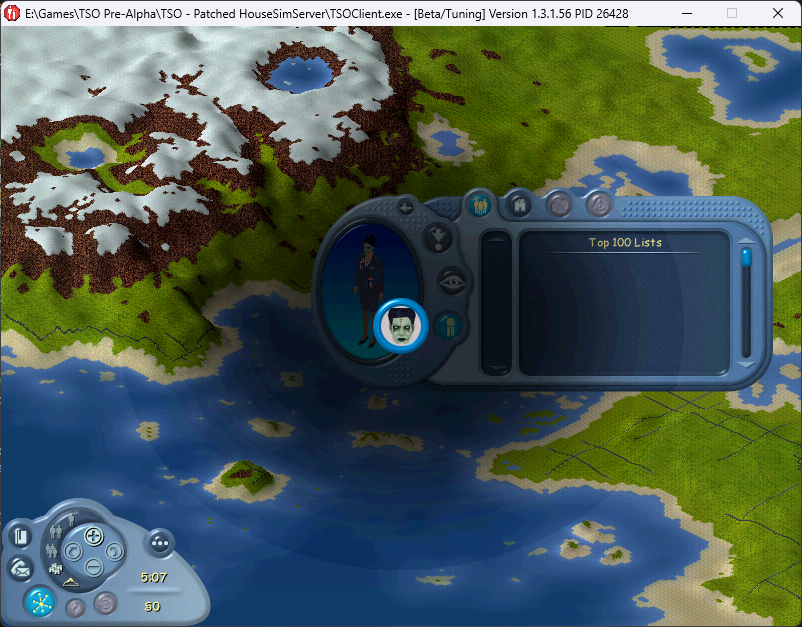 E:\Games\TSO Pre-Alpha\TSO - Patched HouseSimServer\TSOClient.exe - [Beta/Tuning] Version 1.3.1.56 PID 26428
Top 100 Lists
5:07
$0